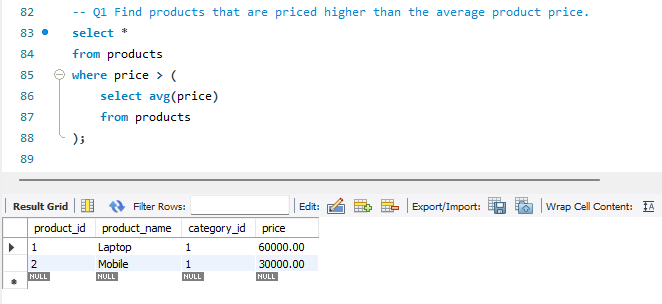 82 -- Q1 Find products that are priced higher than the average product price.
83 select *
84 from products
85 where price > (
86 select avg(price)
87 from products
88 );
89
Result Grid Filter Rows: Edit: Export/Import: Wrap Cell Content: IA
product_id product_name category_id price
1 Laptop 1 60000.00
2 Mobile 1 30000.00
NULL NULL NULL NULL